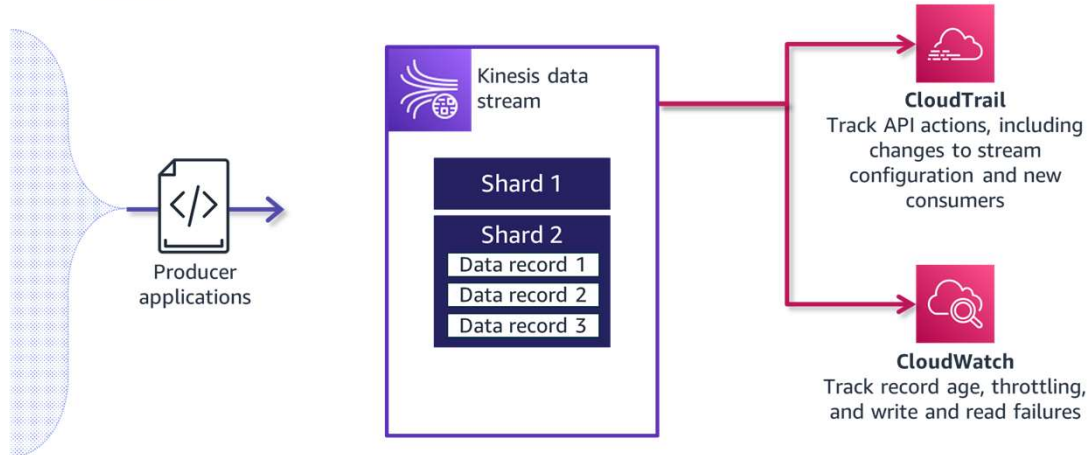 Producer
applications
Kinesis data
stream
Shard 1
Shard 2
Data record 1
Data record 2
Data record 3
CloudTrail
Track API actions, including
changes to stream
configuration and new
consumers
CloudWatch
Track record age, throttling,
and write and read failures